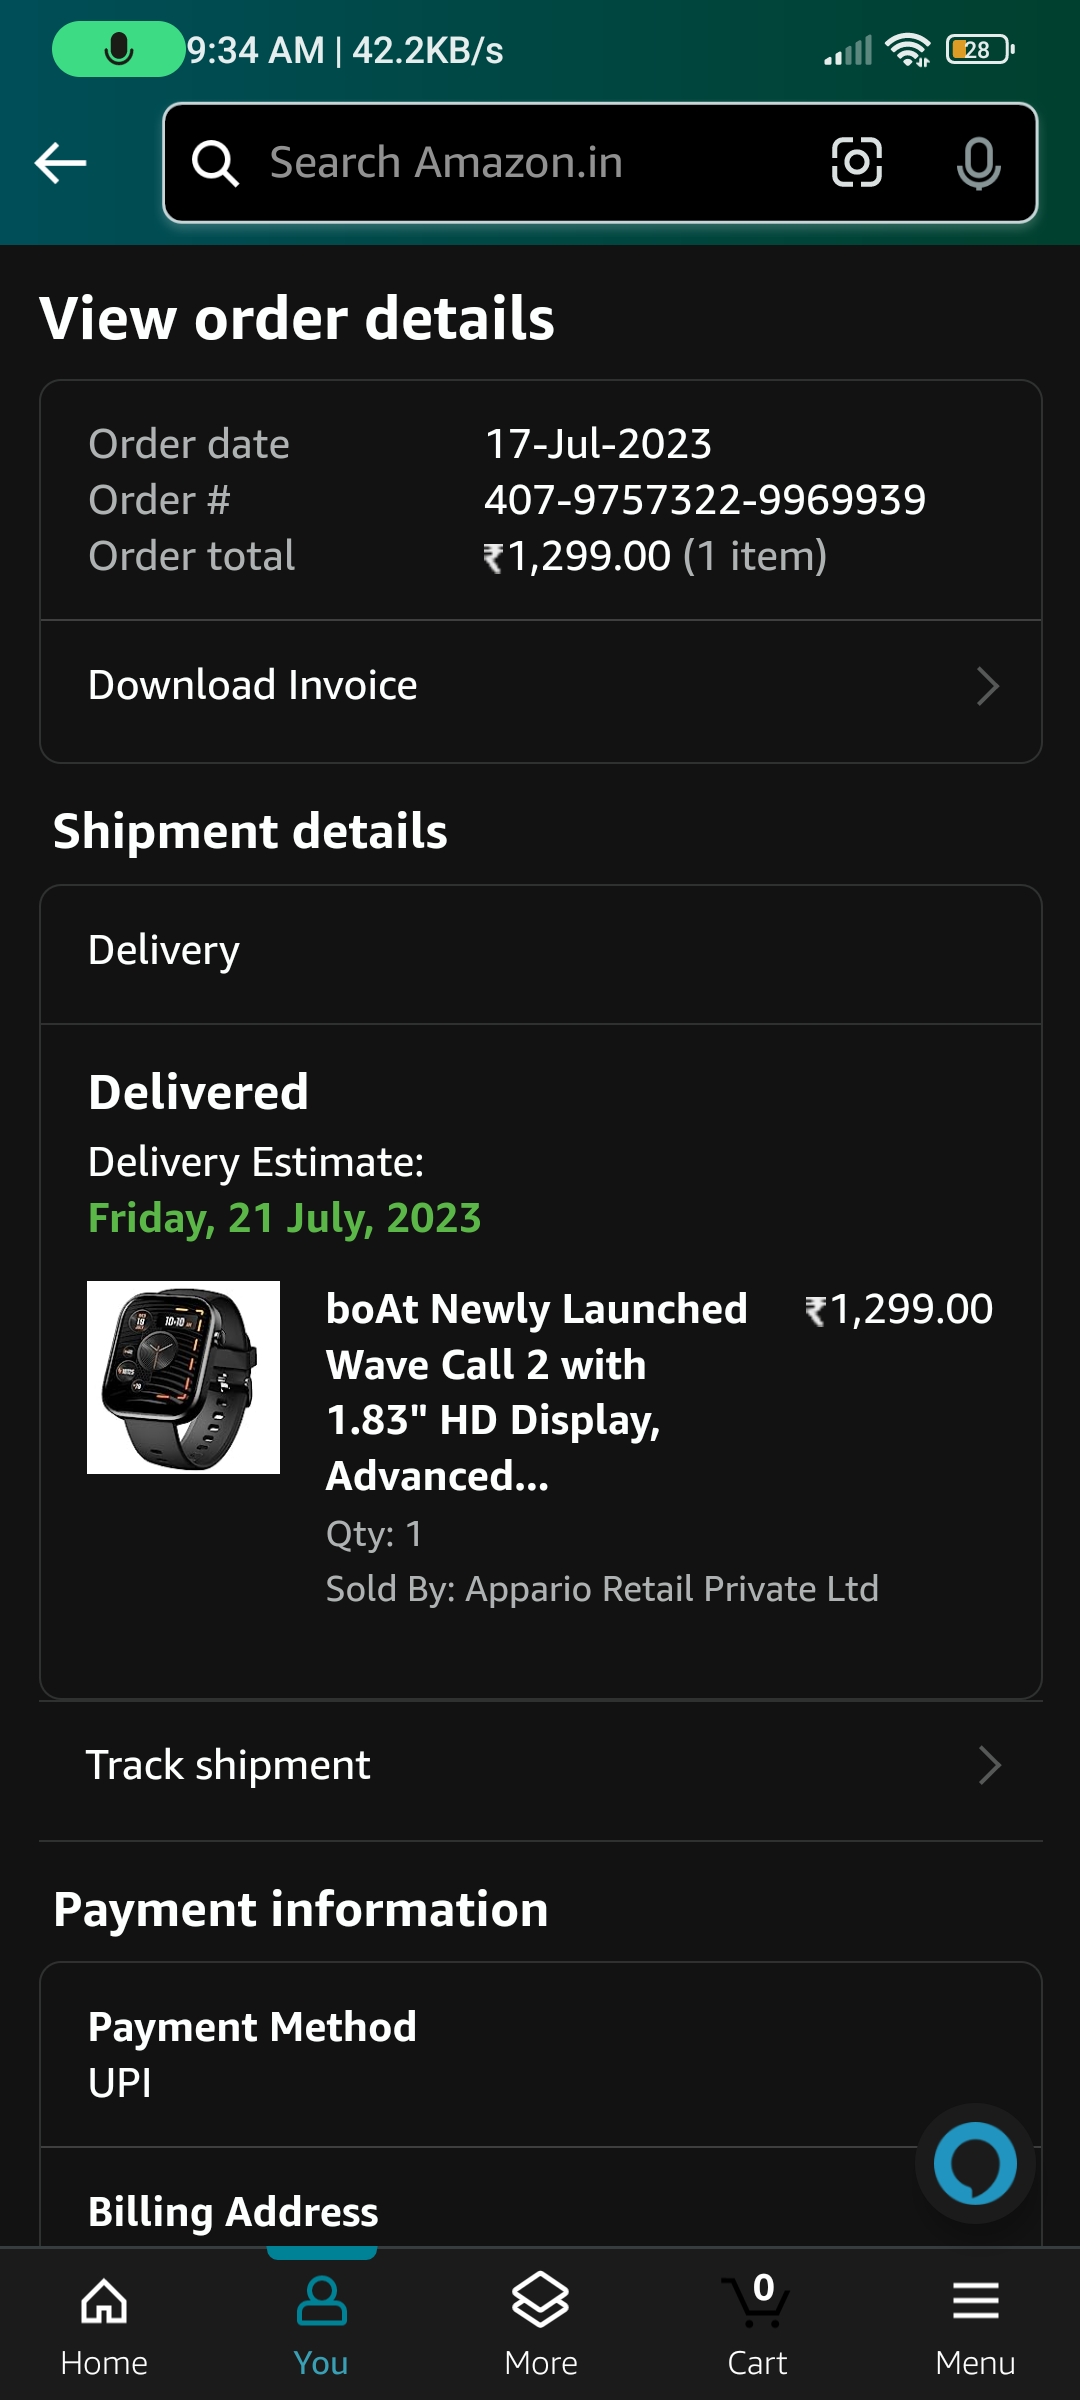 9:34 AM | 42.2KB/s 28
Search Amazon.in
View order details
Order date 17-Jul-2023
Order # 407-9757322-9969939
Order total ₹1,299.00 (1 item)
Download Invoice
Shipment details
Delivery
Delivered
Delivery Estimate:
Friday, 21 July, 2023
boAt Newly Launched ₹1,299.00
Wave Call 2 with
1.83" HD Display,
Advanced...
Qty: 1
Sold By: Appario Retail Private Ltd
Track shipment
Payment information
Payment Method
UPI
Billing Address
0
Home You More Cart Menu